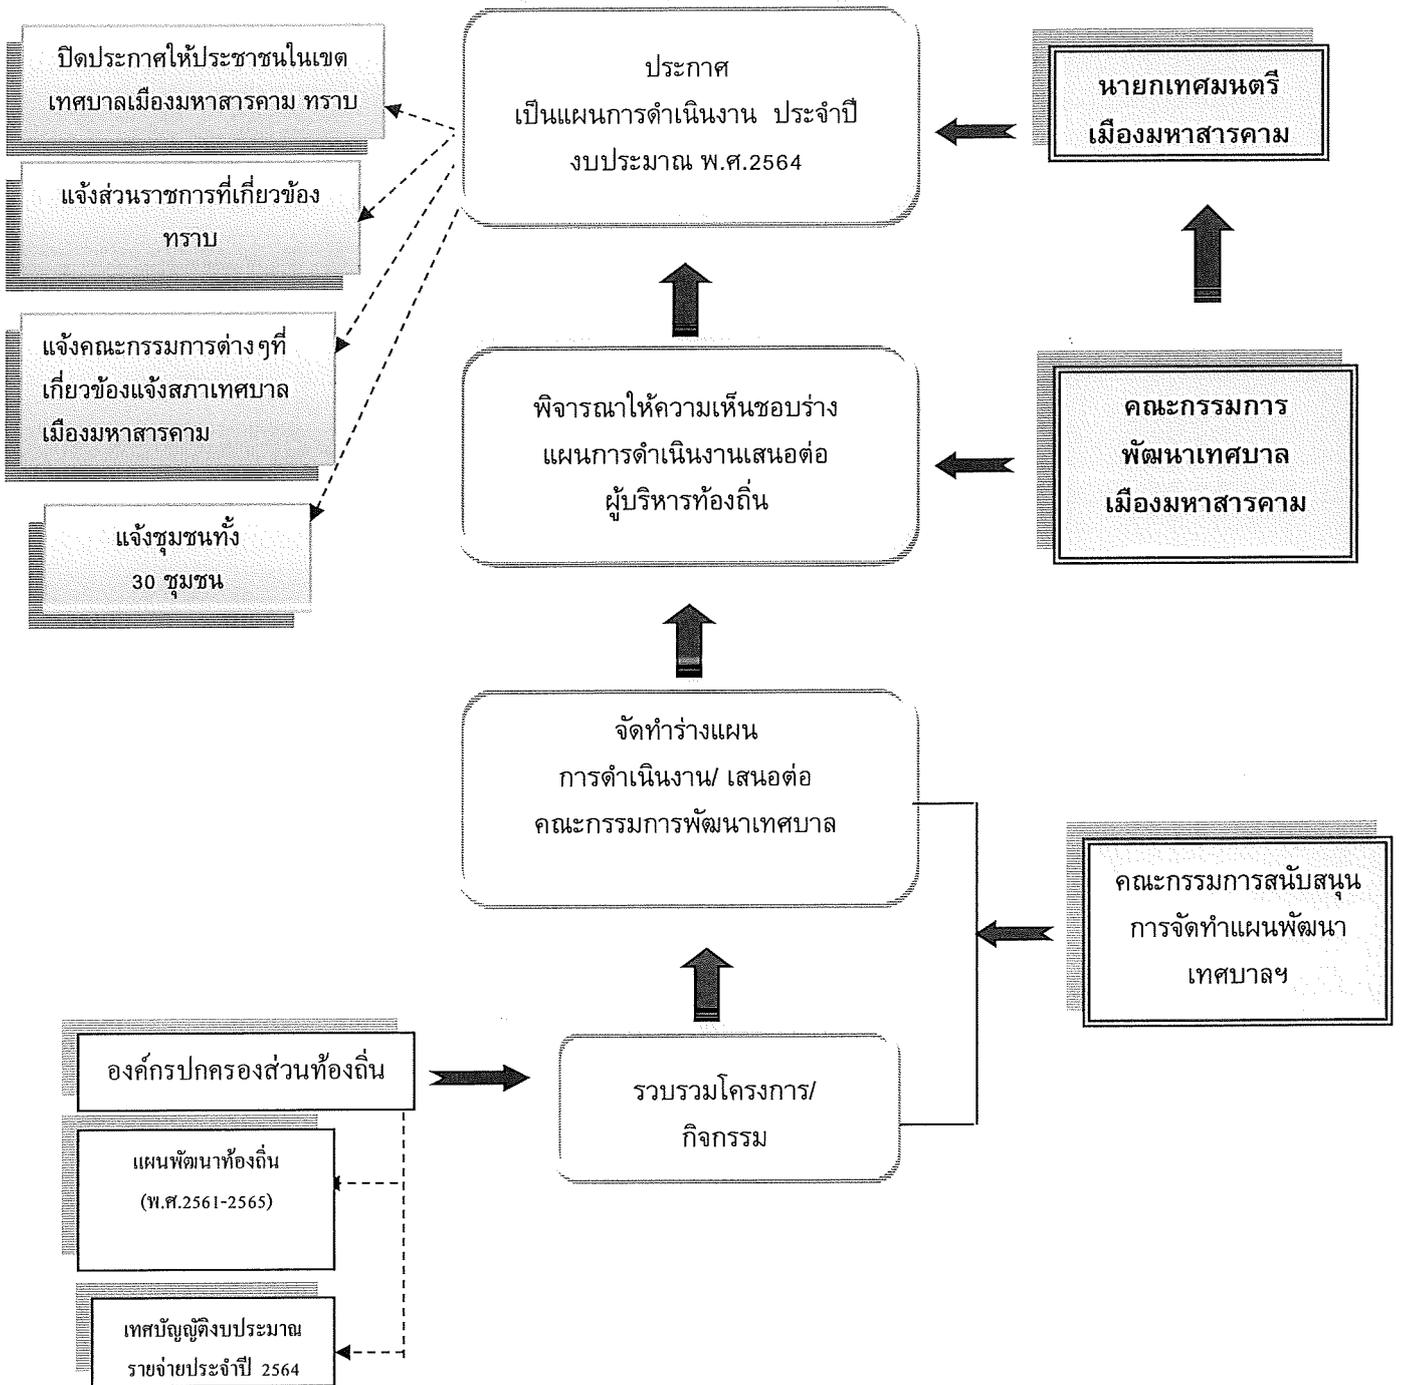 ปิดประกาศให้ประชาชนในเขต
เทศบาลเมืองมหาสารคาม ทราบ
แจ้งส่วนราชการที่เกี่ยวข้อง
ทราบ
แจ้งคณะกรรมการต่างๆที่
เกี่ยวข้องแจ้งสภาเทศบาล
เมืองมหาสารคาม
แจ้งชุมชนทั้ง
30 ชุมชน
ประกาศ
เป็นแผนการดำเนินงาน ประจำปี
งบประมาณ พ.ศ.2564
นายกเทศมนตรี
เมืองมหาสารคาม
พิจารณาให้ความเห็นชอบร่าง
แผนการดำเนินงานเสนอต่อ
ผู้บริหารท้องถิ่น
คณะกรรมการ
พัฒนาเทศบาล
เมืองมหาสารคาม
จัดทำร่างแผน
การดำเนินงาน/ เสนอต่อ
คณะกรรมการพัฒนาเทศบาล
คณะกรรมการสนับสนุน
การจัดทำแผนพัฒนา
เทศบาลฯ
องค์กรปกครองส่วนท้องถิ่น
รวบรวมโครงการ/
กิจกรรม
แผนพัฒนาท้องถิ่น
(พ.ศ.2561-2565)
เทศบัญญัติงบประมาณ
รายจ่ายประจำปี 2564